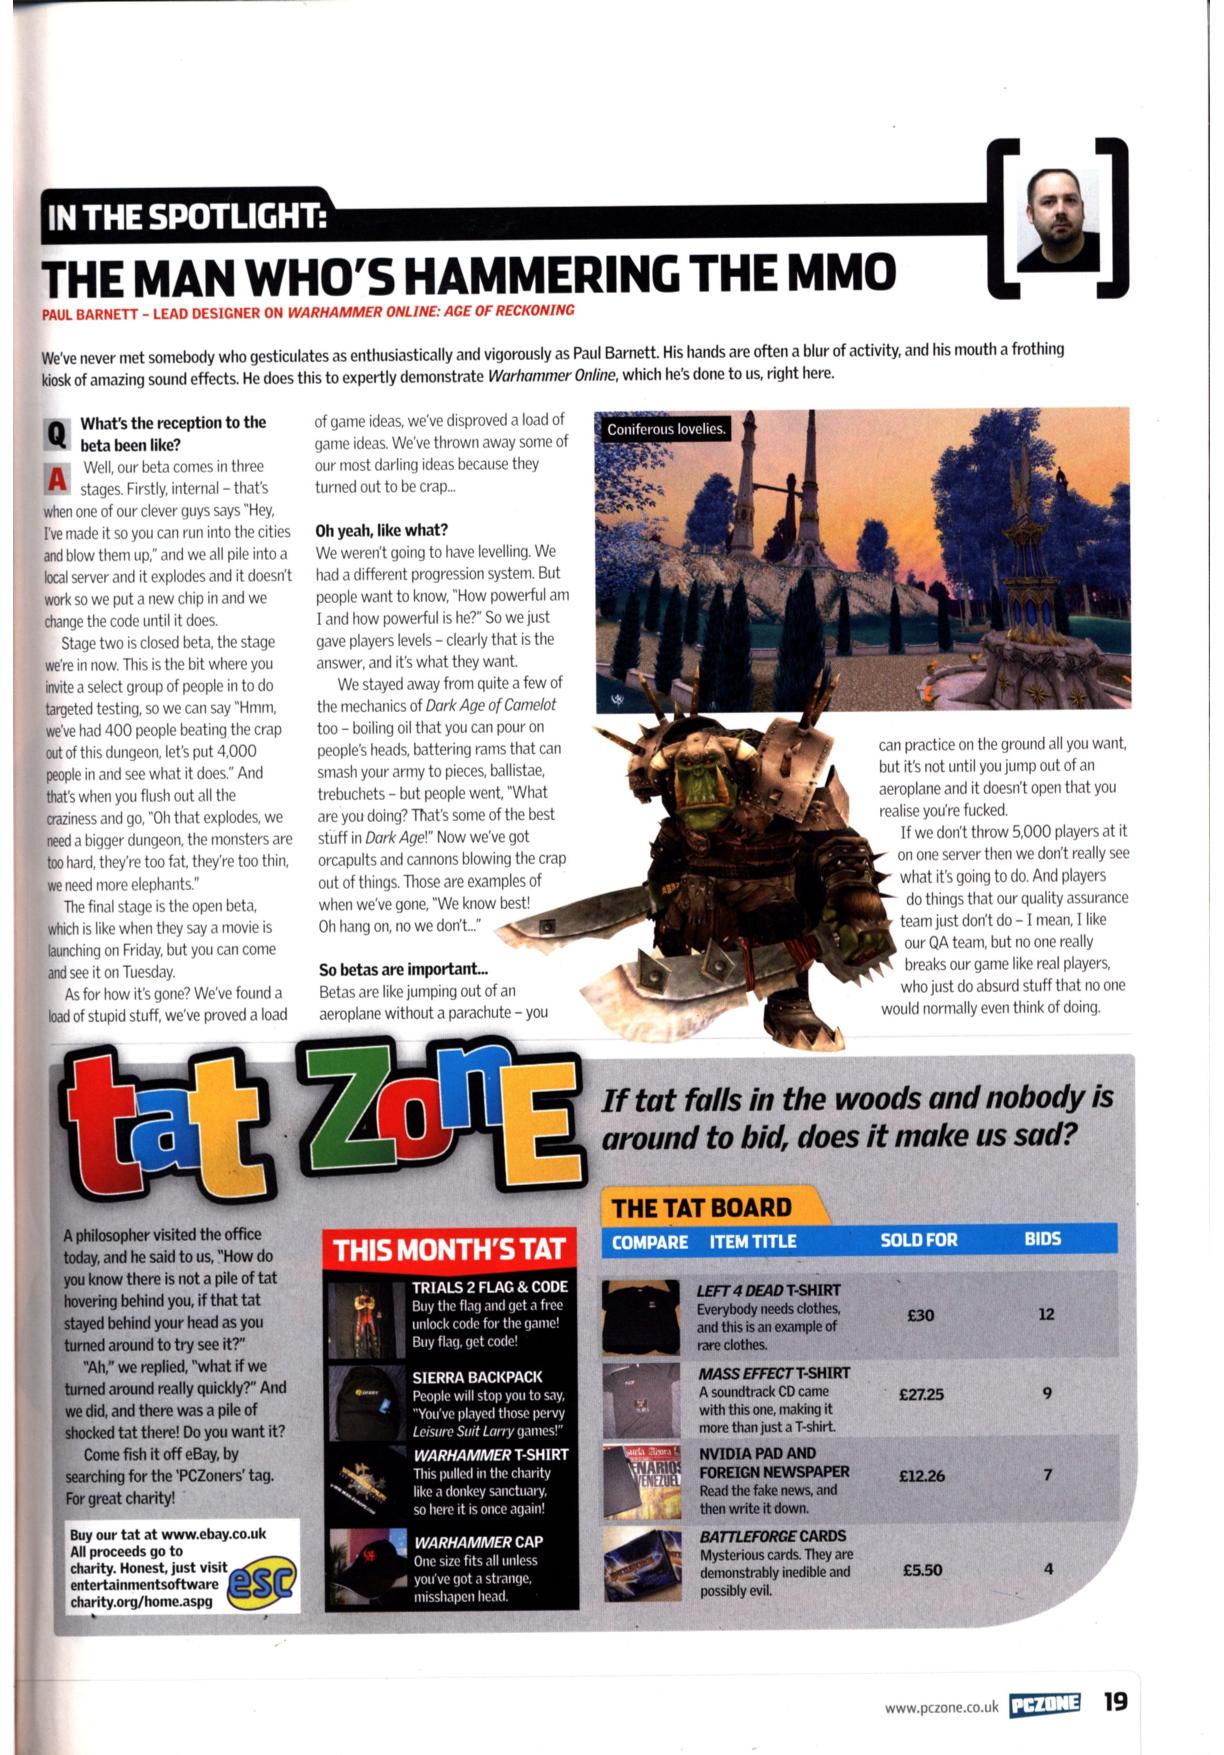 IN THE SPOTLIGHT:
THE MAN WHO'S HAMMERING THE MMO
PAUL BARNETT – LEAD DESIGNER ON WARHAMMER ONLINE: AGE OF RECKONING
We've never met somebody who gesticulates as enthusiastically and vigorously as Paul Barnett. His hands are often a blur of activity, and his mouth a frothing
kiosk of amazing sound effects. He does this to expertly demonstrate Warhammer Online, which he's done to us, right here.
Q What's the reception to the
beta been like?
A Well, our beta comes in three
stages. Firstly, internal – that's
when one of our clever guys says "Hey,
I've made it so you can run into the cities
and blow them up," and we all pile into a
local server and it explodes and it doesn't
work so we put a new chip in and we
change the code until it does.
Stage two is closed beta, the stage
we're in now. This is the bit where you
invite a select group of people in to do
targeted testing, so we can say "Hmm,
we've had 400 people beating the crap
out of this dungeon, let's put 4,000
people in and see what it does." And
that's when you flush out all the
craziness and go, "Oh that explodes, we
need a bigger dungeon, the monsters are
too hard, they're too fat, they're too thin,
we need more elephants."
The final stage is the open beta,
which is like when they say a movie is
launching on Friday, but you can come
and see it on Tuesday.
As for how it's gone? We've found a
load of stupid stuff, we've proved a load
of game ideas, we've disproved a load of
game ideas. We've thrown away some of
our most darling ideas because they
turned out to be crap...
Oh yeah, like what?
We weren't going to have levelling. We
had a different progression system. But
people want to know, "How powerful am
I and how powerful is he?" So we just
gave players levels – clearly that is the
answer, and it's what they want.
We stayed away from quite a few of
the mechanics of Dark Age of Camelot
too – boiling oil that you can pour on
people's heads, battering rams that can
smash your army to pieces, ballistae,
trebuchets – but people went, "What
are you doing? That's some of the best
stuff in Dark Age!" Now we've got
orcapults and cannons blowing the crap
out of things. Those are examples of
when we've gone, "We know best!
Oh hang on, no we don't..."
So betas are important...
Betas are like jumping out of an
aeroplane without a parachute – you
Coniferous lovelies.
can practice on the ground all you want,
but it's not until you jump out of an
aeroplane and it doesn't open that you
realise you're fucked.
If we don't throw 5,000 players at it
on one server then we don't really see
what it's going to do. And players
do things that our quality assurance
team just don't do – I mean, I like
our QA team, but no one really
breaks our game like real players,
who just do absurd stuff that no one
would normally even think of doing.
tat ZonE
If tat falls in the woods and nobody is
around to bid, does it make us sad?
A philosopher visited the office
today, and he said to us, "How do
you know there is not a pile of tat
hovering behind you, if that tat
stayed behind your head as you
turned around to try see it?"
"Ah," we replied, "what if we
turned around really quickly?" And
we did, and there was a pile of
shocked tat there! Do you want it?
Come fish it off eBay, by
searching for the 'PCZoners' tag.
For great charity!
Buy our tat at www.ebay.co.uk
All proceeds go to
charity. Honest, just visit
entertainmentsoftware
charity.org/home.aspg
esc
THIS MONTH'S TAT
TRIALS 2 FLAG & CODE
Buy the flag and get a free
unlock code for the game!
Buy flag, get code!
SIERRA BACKPACK
People will stop you to say,
"You've played those pervy
Leisure Suit Larry games!"
WARHAMMER T-SHIRT
This pulled in the charity
like a donkey sanctuary,
so here it is once again!
WARHAMMER CAP
One size fits all unless
you've got a strange,
misshapen head.
THE TAT BOARD
COMPARE ITEM TITLE SOLD FOR BIDS
LEFT 4 DEAD T-SHIRT
Everybody needs clothes,
and this is an example of
rare clothes.
£30 12
MASS EFFECT T-SHIRT
A soundtrack CD came
with this one, making it
more than just a T-shirt.
£27.25 9
NVIDIA PAD AND
FOREIGN NEWSPAPER
Read the fake news, and
then write it down.
£12.26 7
BATTLEFORGE CARDS
Mysterious cards. They are
demonstrably inedible and
possibly evil.
£5.50 4
www.pczone.co.uk PCZONE 19